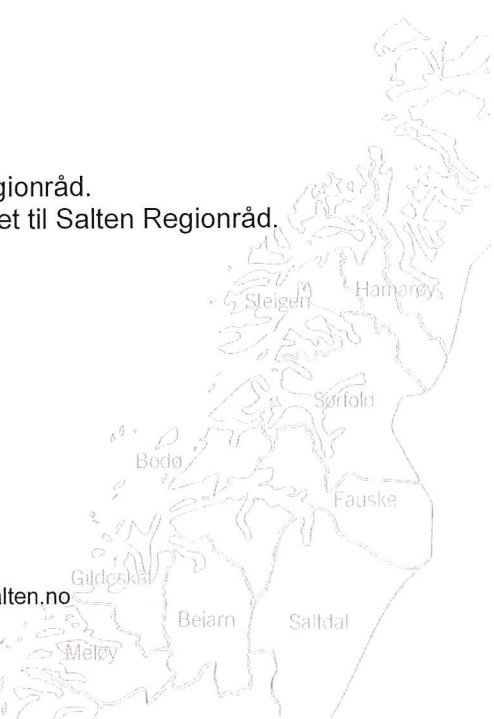 gionråd.
et til Salten Regionråd.
Steigen
Hamarøy
Sørfold
Bodø
Fauske
Gildeskål
alten.no
Beiarn
Saltdal
Meløy